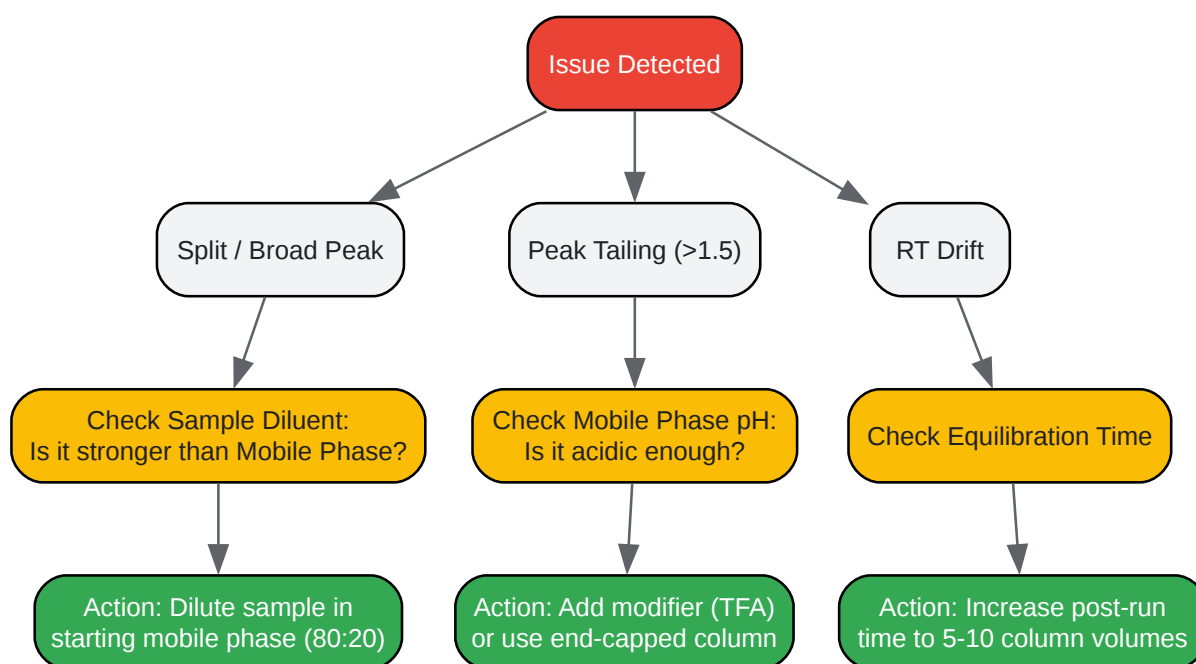 Issue Detected
Split / Broad Peak
Peak Tailing (>1.5)
RT Drift
Check Sample Diluent:
Is it stronger than Mobile Phase?
Check Mobile Phase pH:
Is it acidic enough?
Check Equilibration Time
Action: Dilute sample in
starting mobile phase (80:20)
Action: Add modifier (TFA)
or use end-capped column
Action: Increase post-run
time to 5-10 column volumes